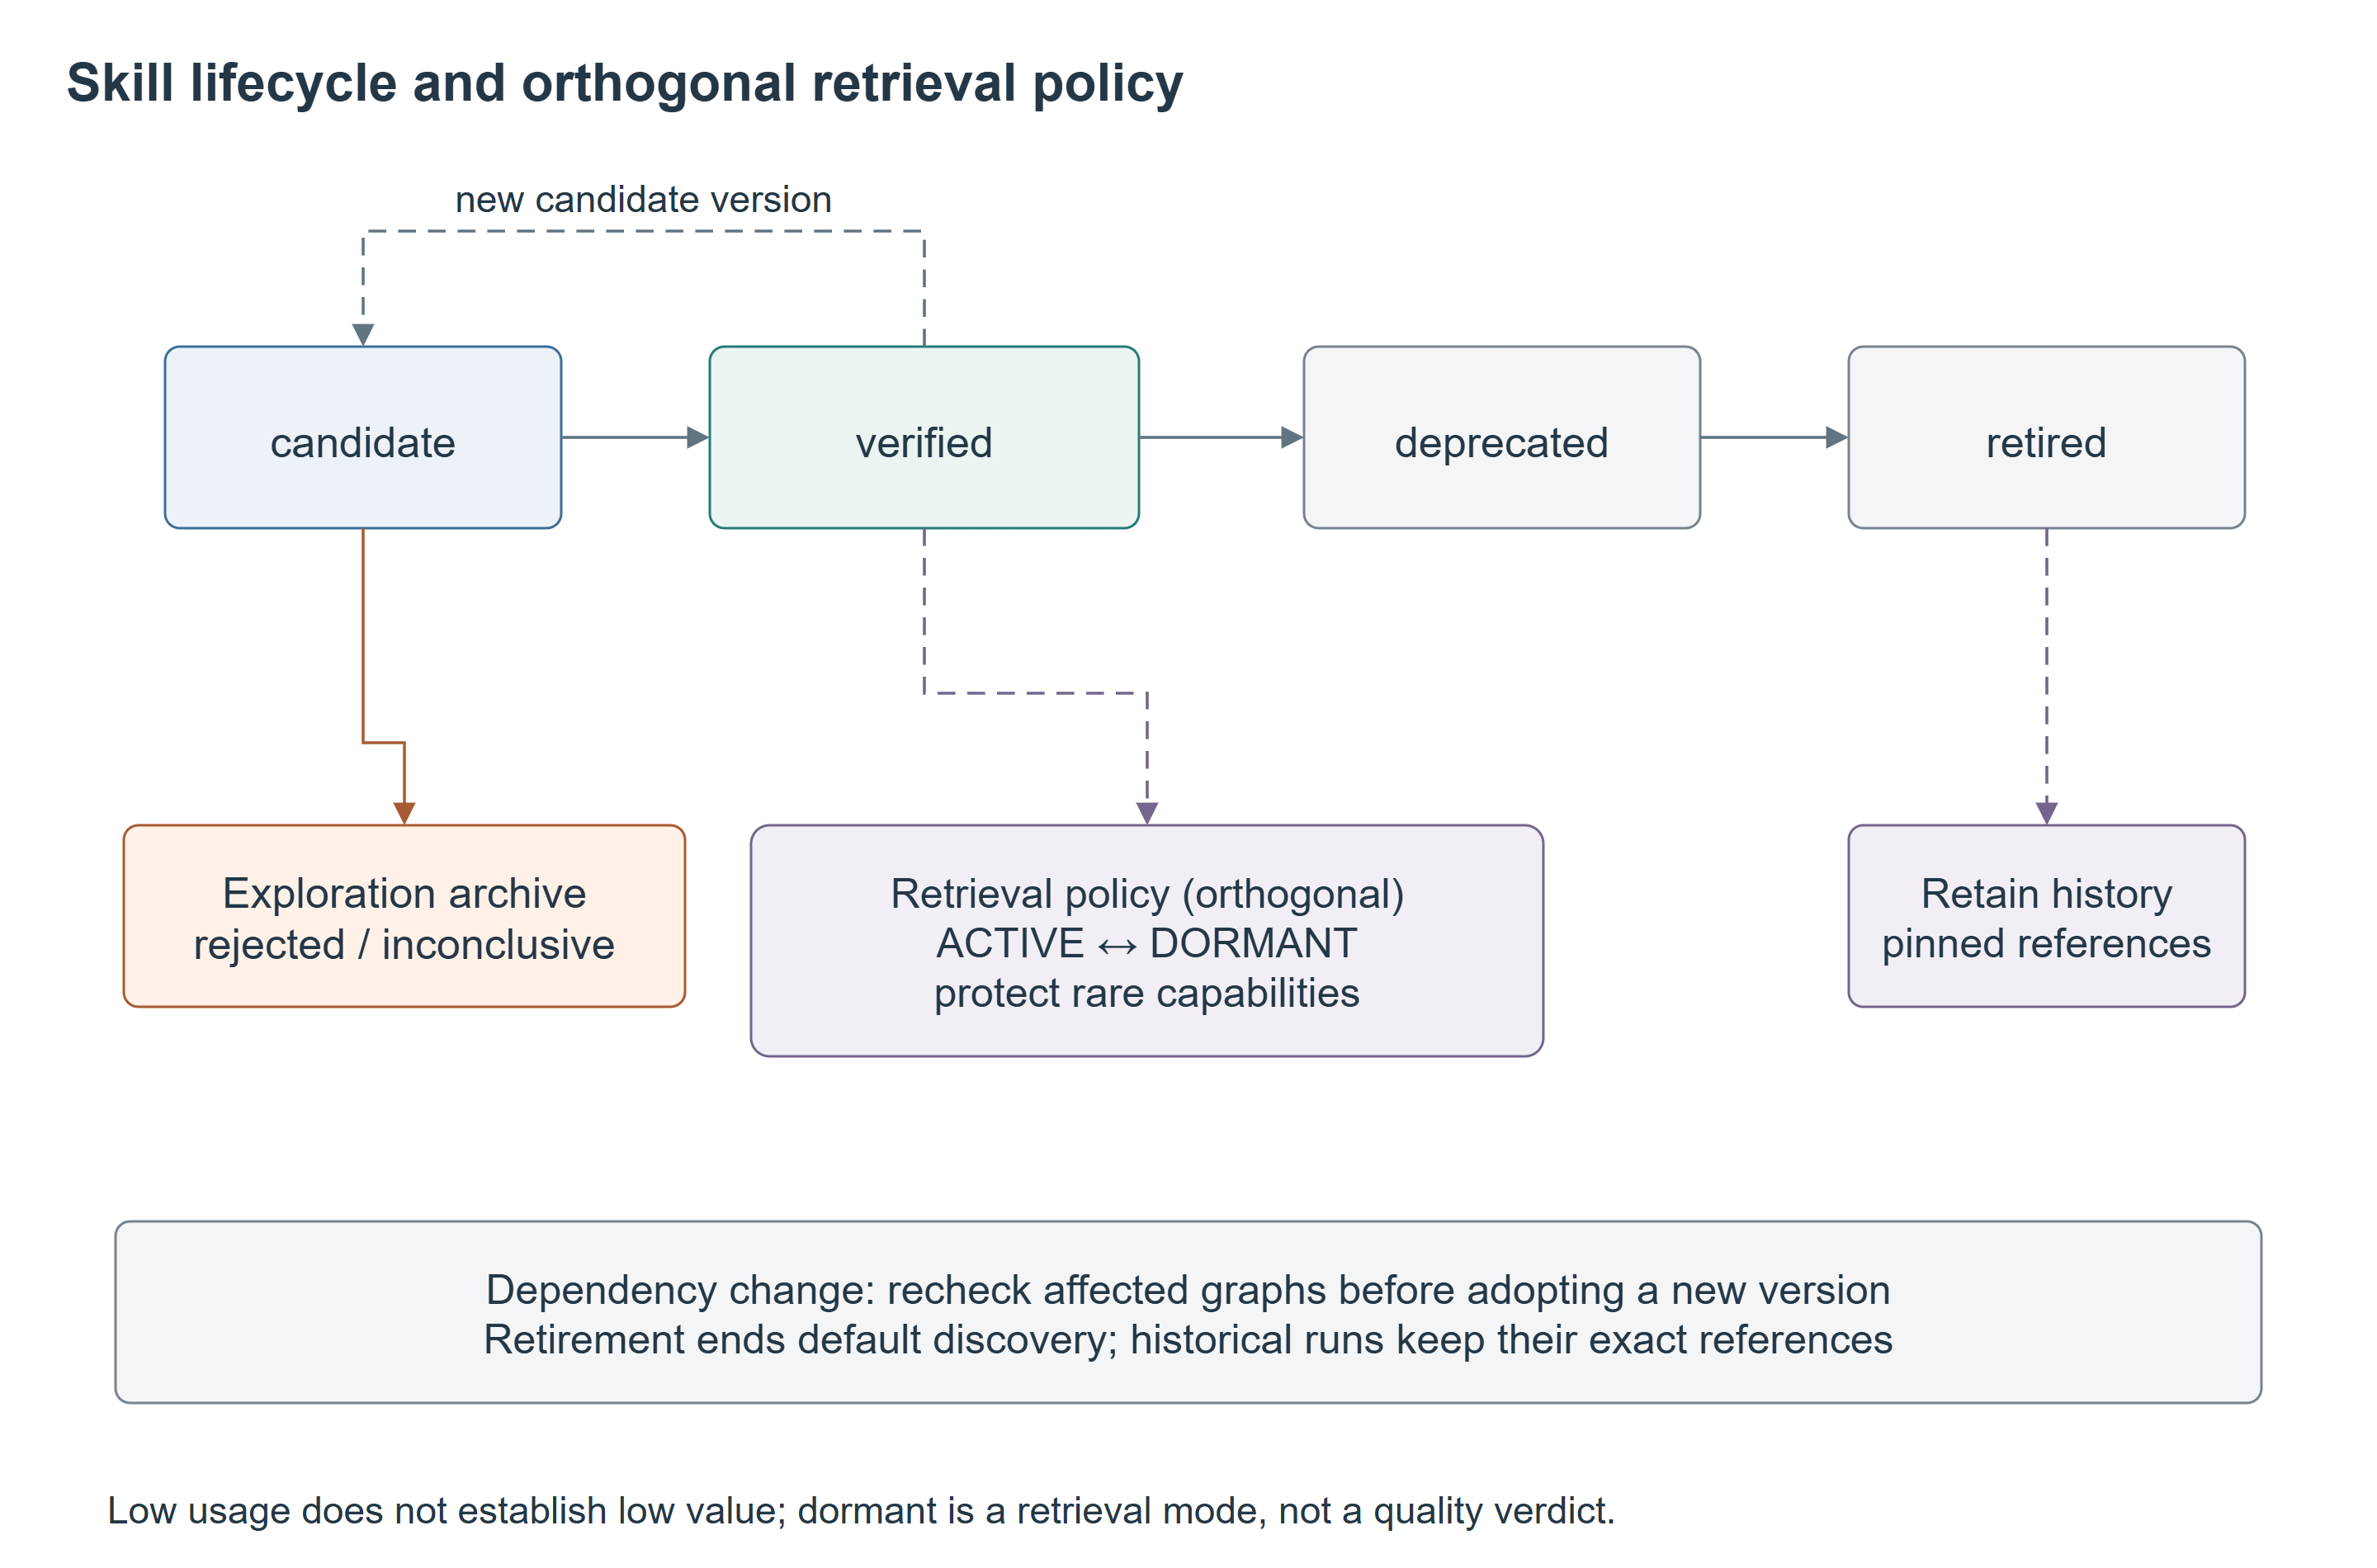 Skill lifecycle and orthogonal retrieval policy
new candidate version
candidate
verified
deprecated
retired
Exploration archive
rejected / inconclusive
Retrieval policy (orthogonal)
ACTIVE ↔ DORMANT
protect rare capabilities
Retain history
pinned references
Dependency change: recheck affected graphs before adopting a new version
Retirement ends default discovery; historical runs keep their exact references
Low usage does not establish low value; dormant is a retrieval mode, not a quality verdict.